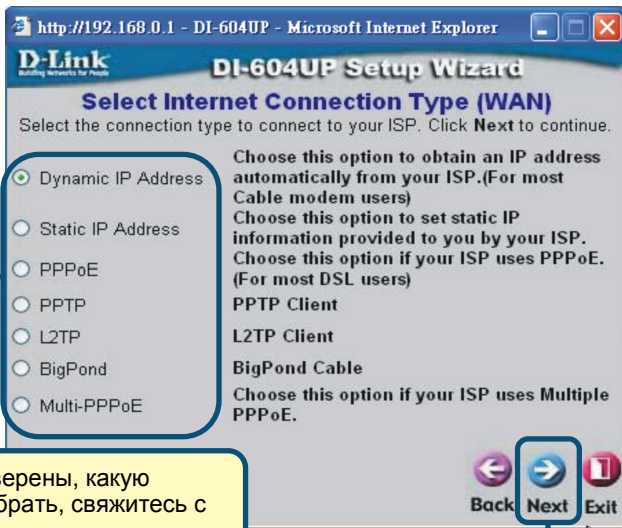 http://192.168.0.1 - DI-604UP - Microsoft Internet Explorer
D-Link
Building Networks for People
DI-604UP Setup Wizard
Select Internet Connection Type (WAN)
Select the connection type to connect to your ISP. Click Next to continue.
Dynamic IP Address
Choose this option to obtain an IP address
automatically from your ISP.(For most
Cable modem users)
Static IP Address
Choose this option to set static IP
information provided to you by your ISP.
PPPoE
Choose this option if your ISP uses PPPoE.
(For most DSL users)
PPTP
PPTP Client
L2TP
L2TP Client
BigPond
BigPond Cable
Multi-PPPoE
Choose this option if your ISP uses Multiple
PPPoE.
верены, какую
брать, свяжитесь с
Back Next Exit